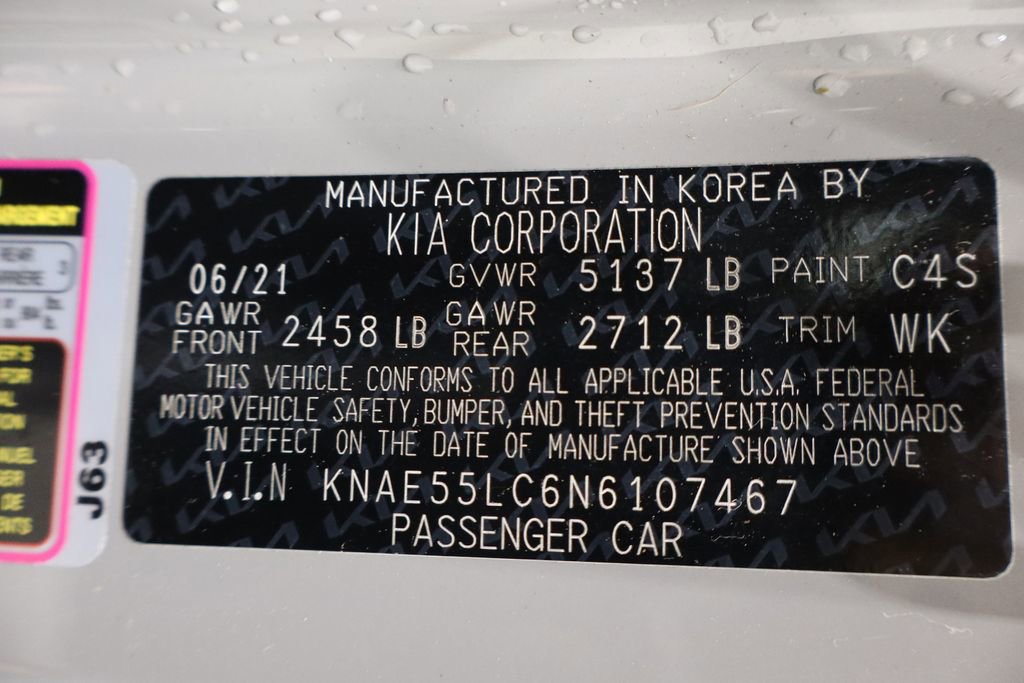 MANUFACTURED IN KOREA BY
KIA CORPORATION
06/21 GVWR 5137 LB PAINT C4S
GAWR FRONT 2458 LB GAWR REAR 2712 LB TRIM WK
THIS VEHICLE CONFORMS TO ALL APPLICABLE U.S.A. FEDERAL
MOTOR VEHICLE SAFETY, BUMPER, AND THEFT PREVENTION STANDARDS
IN EFFECT ON THE DATE OF MANUFACTURE SHOWN ABOVE
V.I.N KNAE55LC6N6107467
PASSENGER CAR
J63
REAR
DE